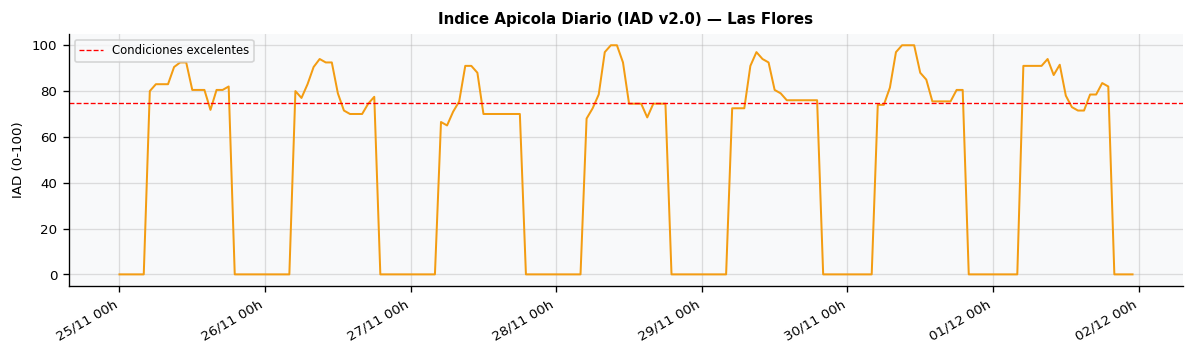 Indice Apicola Diario (IAD v2.0) — Las Flores
Condiciones excelentes
IAD (0-100)
100
80
60
40
20
0
25/11 00h
26/11 00h
27/11 00h
28/11 00h
29/11 00h
30/11 00h
01/12 00h
02/12 00h